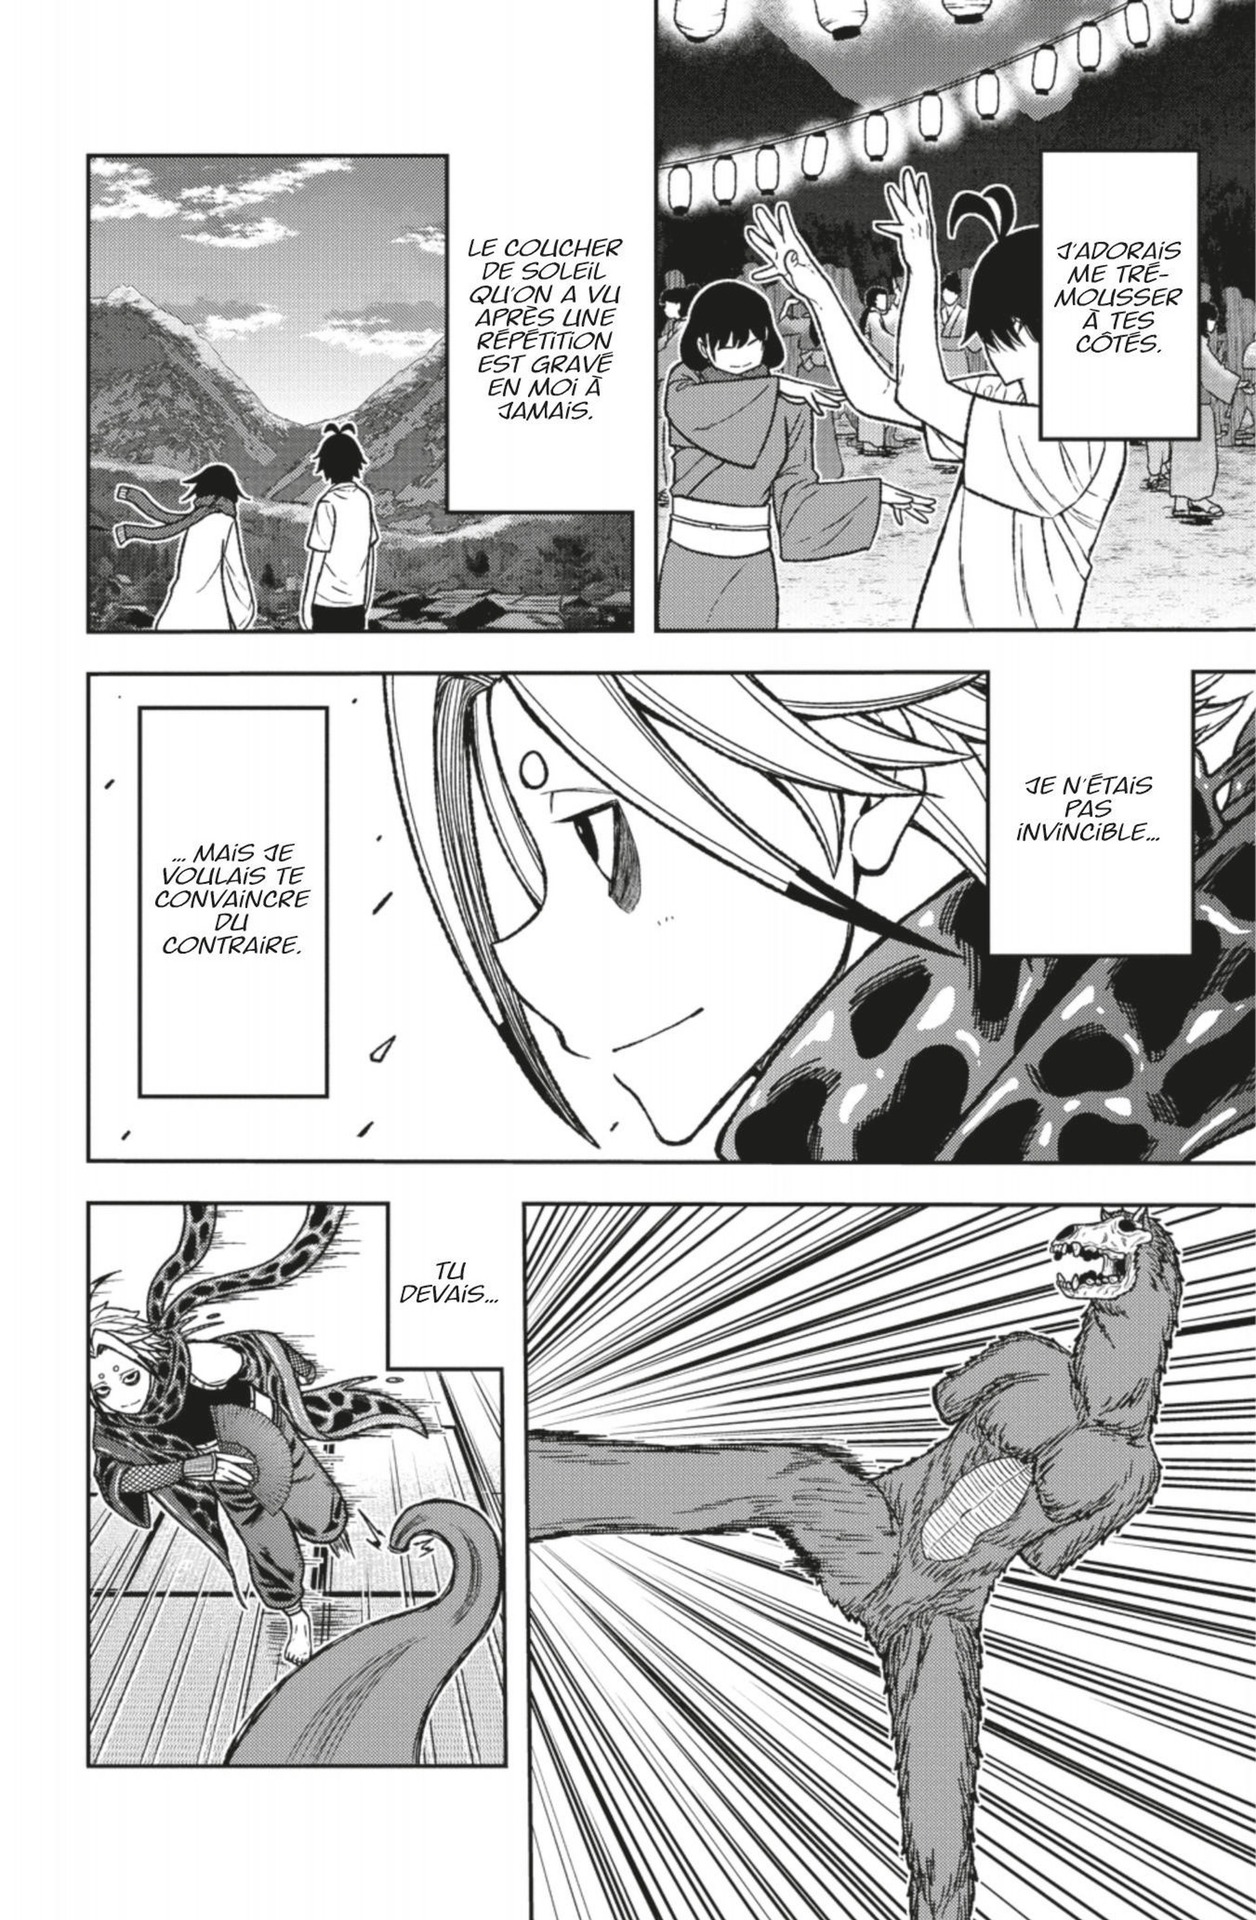 J'ADORAIS
ME TRÉ-
MOUSSER
À TES
CÔTÉS.
LE COUCHER
DE SOLEIL
QU'ON A VU
APRÈS UNE
RÉPÉTITION
EST GRAVÉ
EN MOI À
JAMAIS.
JE N'ÉTAIS
PAS
INVINCIBLE...
... MAIS JE
VOULAIS TE
CONVAINCRE
DU
CONTRAIRE.
TU
DEVAIS...